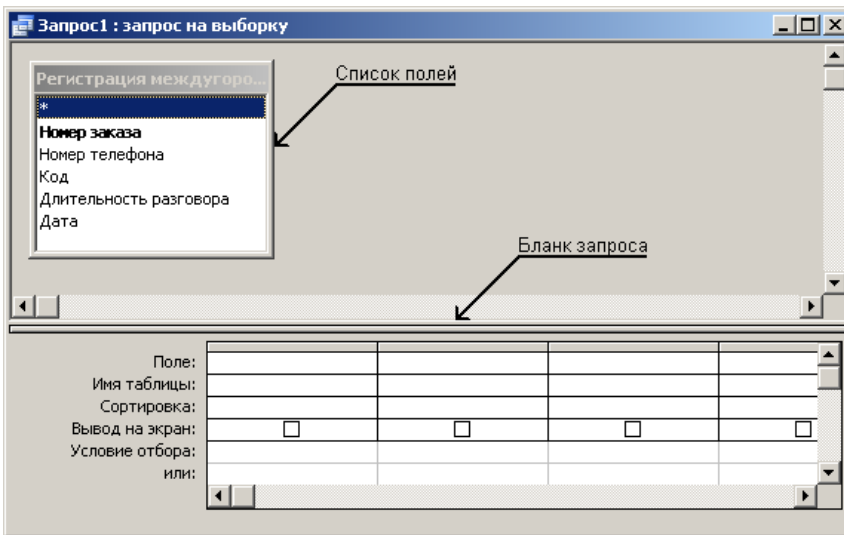 Запрос1 : запрос на выборку
Регистрация междугоро...
Список полей
*
Номер заказа
Номер телефона
Код
Длительность разговора
Дата
Бланк запроса
Поле:
Имя таблицы:
Сортировка:
Вывод на экран:
Условие отбора:
или: